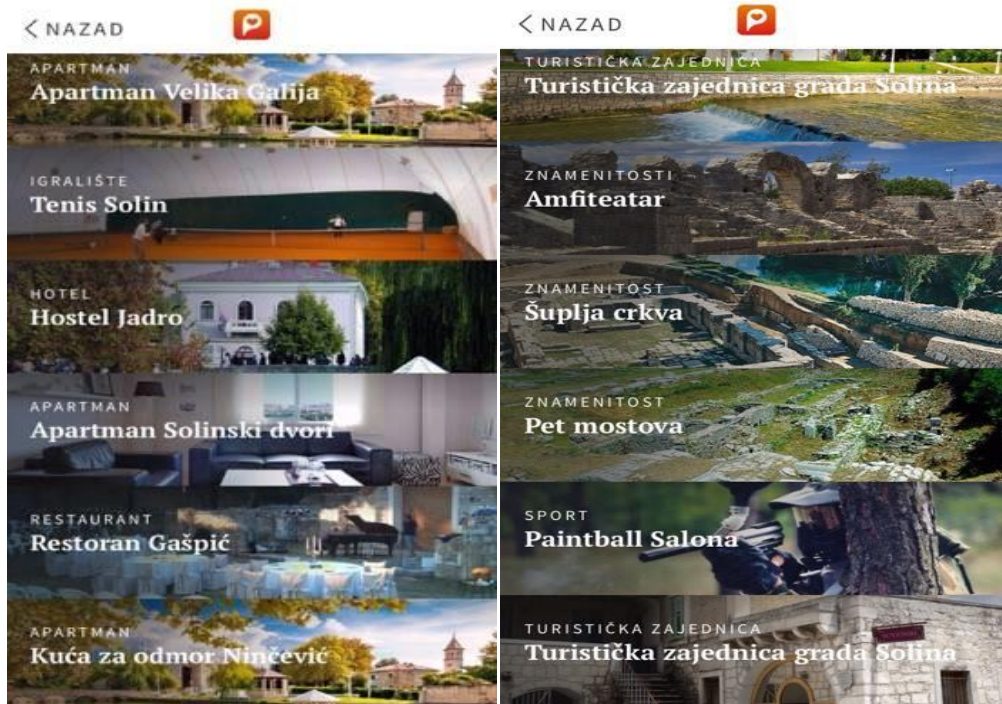 < NAZAD
APARTMAN
Apartman Velika Galija
IGRALIŠTE
Tenis Solin
HOTEL
Hostel Jadro
APARTMAN
Apartman Solinski dvori
RESTAURANT
Restoran Gašpić
APARTMAN
Kuća za odmor Ninčević
< NAZAD
TURISTIČKA ZAJEDNICA
Turistička zajednica grada Solina
ZNAMENITOSTI
Amfiteatar
ZNAMENITOST
Šuplja crkva
ZNAMENITOST
Pet mostova
SPORT
Paintball Salona
TURISTIČKA ZAJEDNICA
Turistička zajednica grada Solina